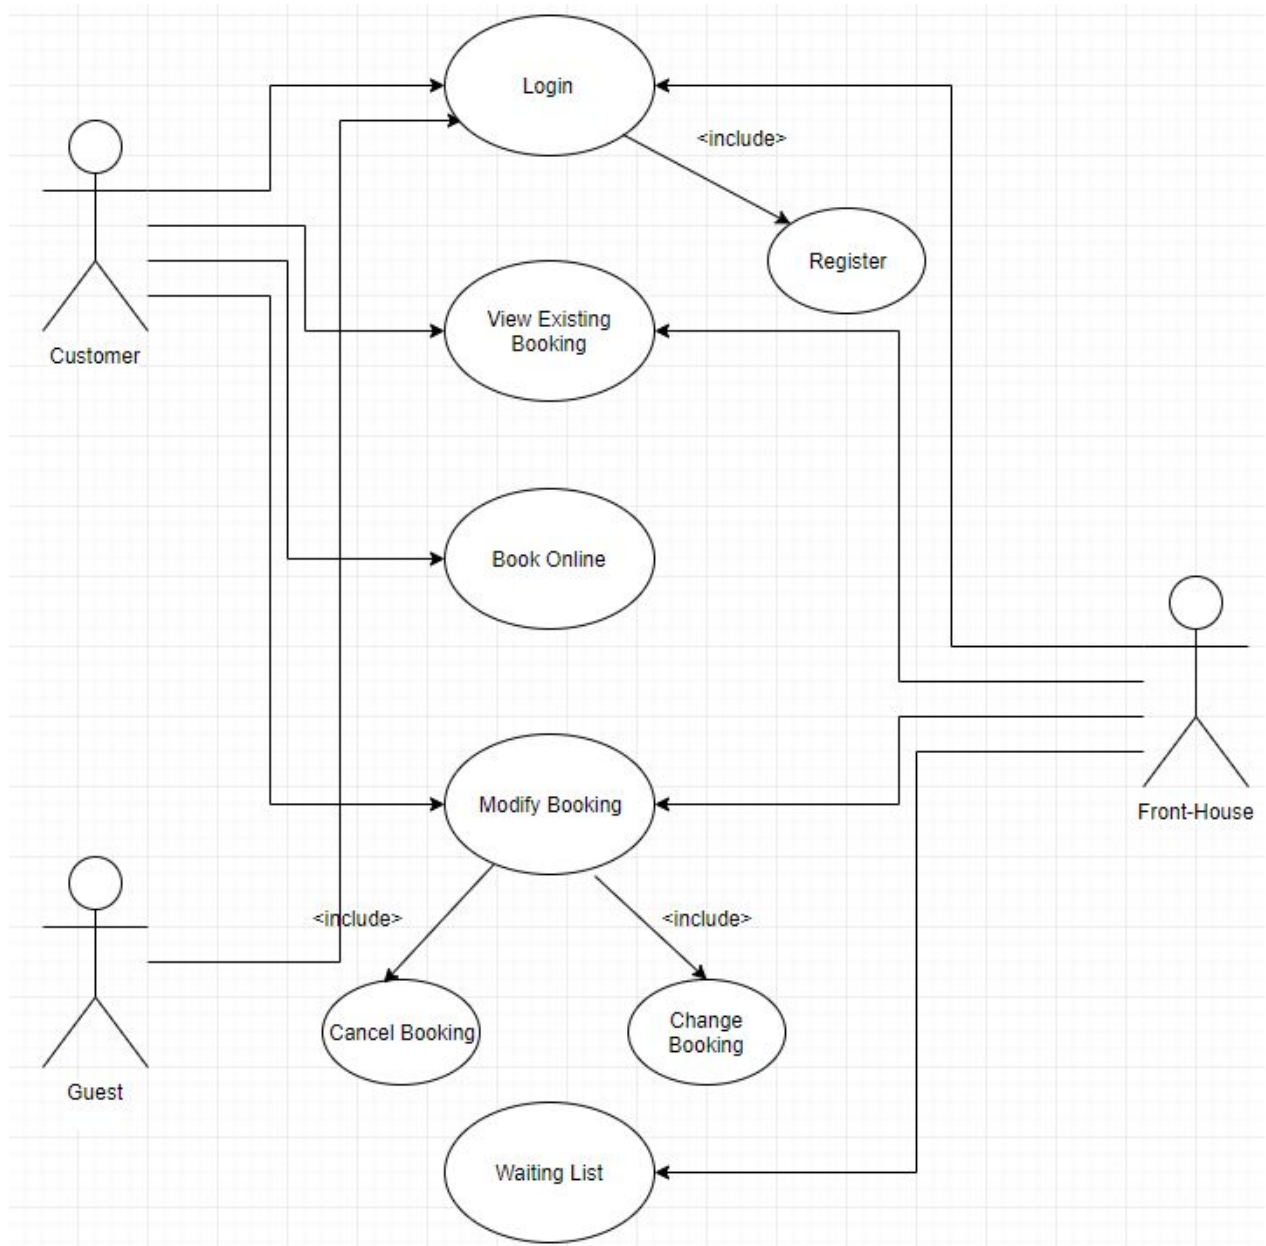 Login
<include>
Register
View Existing
Booking
Customer
Book Online
Modify Booking
Front-House
<include>
<include>
Cancel Booking
Change
Booking
Guest
Waiting List